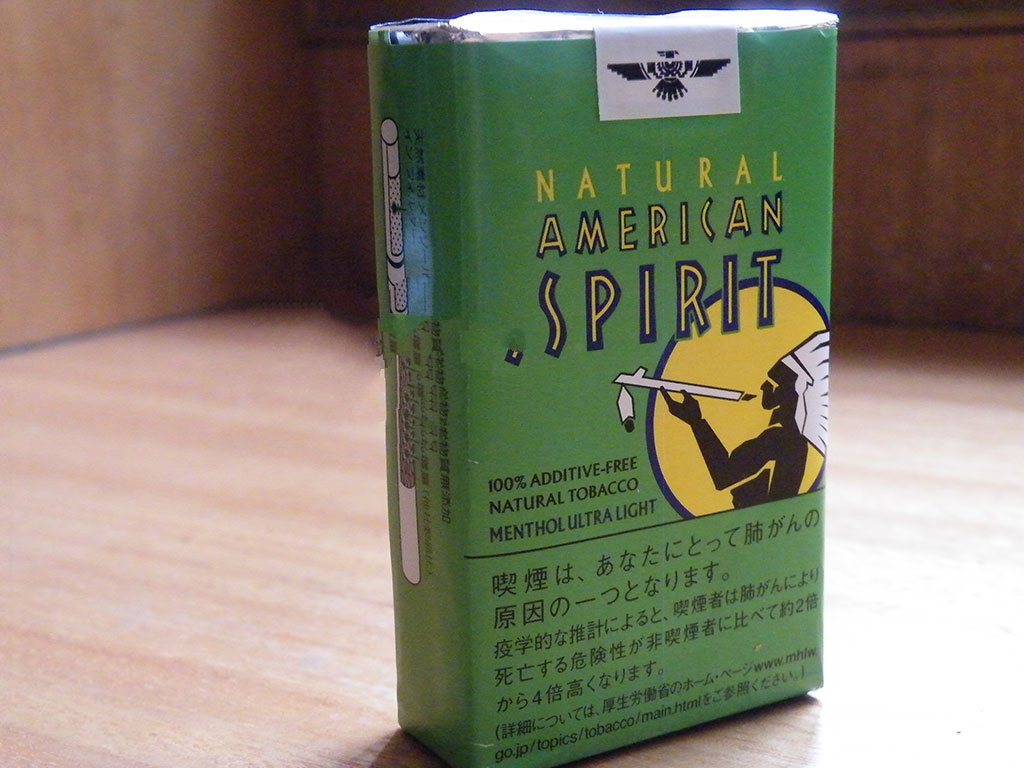 NATURAL
AMERICAN
SPIRIT
100% ADDITIVE-FREE
NATURAL TOBACCO
MENTHOL ULTRA LIGHT
喫煙は、あなたにとって肺がんの
原因の一つとなります。
疫学的な推計によると、喫煙者は肺がんにより
死亡する危険性が非喫煙者に比べて約2倍
から4倍高くなります。
(詳細については、厚生労働省のホーム・ページwww.mhlw.
go.jp/topics/tobacco/main.htmlをご参照ください。)